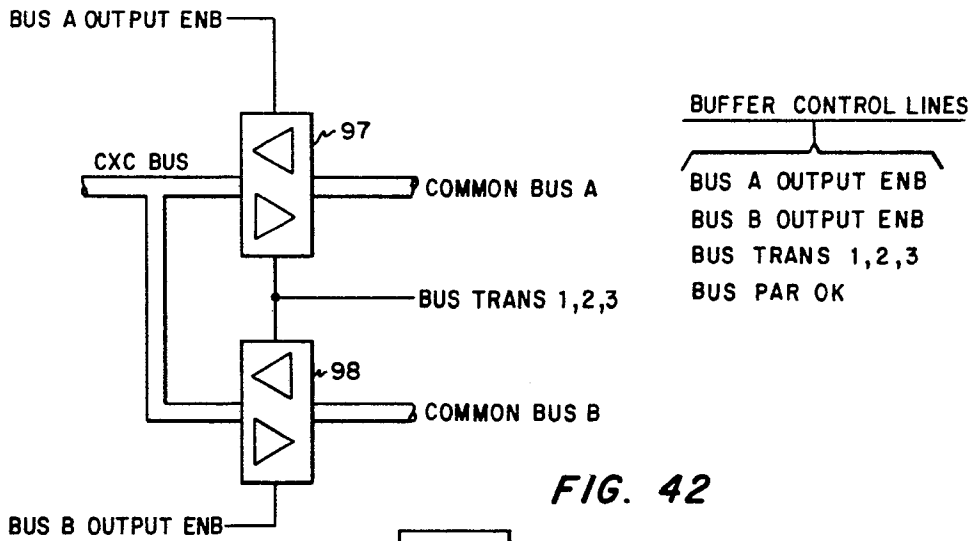 BUS A OUTPUT ENB
97
CXC BUS
COMMON BUS A
BUS TRANS 1,2,3
98
COMMON BUS B
BUS B OUTPUT ENB
BUFFER CONTROL LINES
BUS A OUTPUT ENB
BUS B OUTPUT ENB
BUS TRANS 1,2,3
BUS PAR OK
FIG. 42